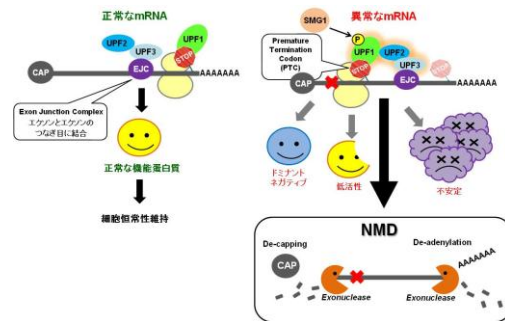 正常なmRNA
UPF1
UPF2
UPF3
STOP
EJC
CAP
AAAAAAA
Exon Junction Complex
エクソンとエクソンの
つなぎ目に結合
正常な機能蛋白質
細胞恒常性維持
異常なmRNA
SMG1
P
UPF1
UPF2
UPF3
Premature
Termination
Codon
(PTC)
STOP
EJC
STOP
CAP
AAAAAAA
ドミナント
ネガティブ
低活性
不安定
NMD
De-capping
De-adenylation
CAP
AAAAAAA
Exonuclease
Exonuclease